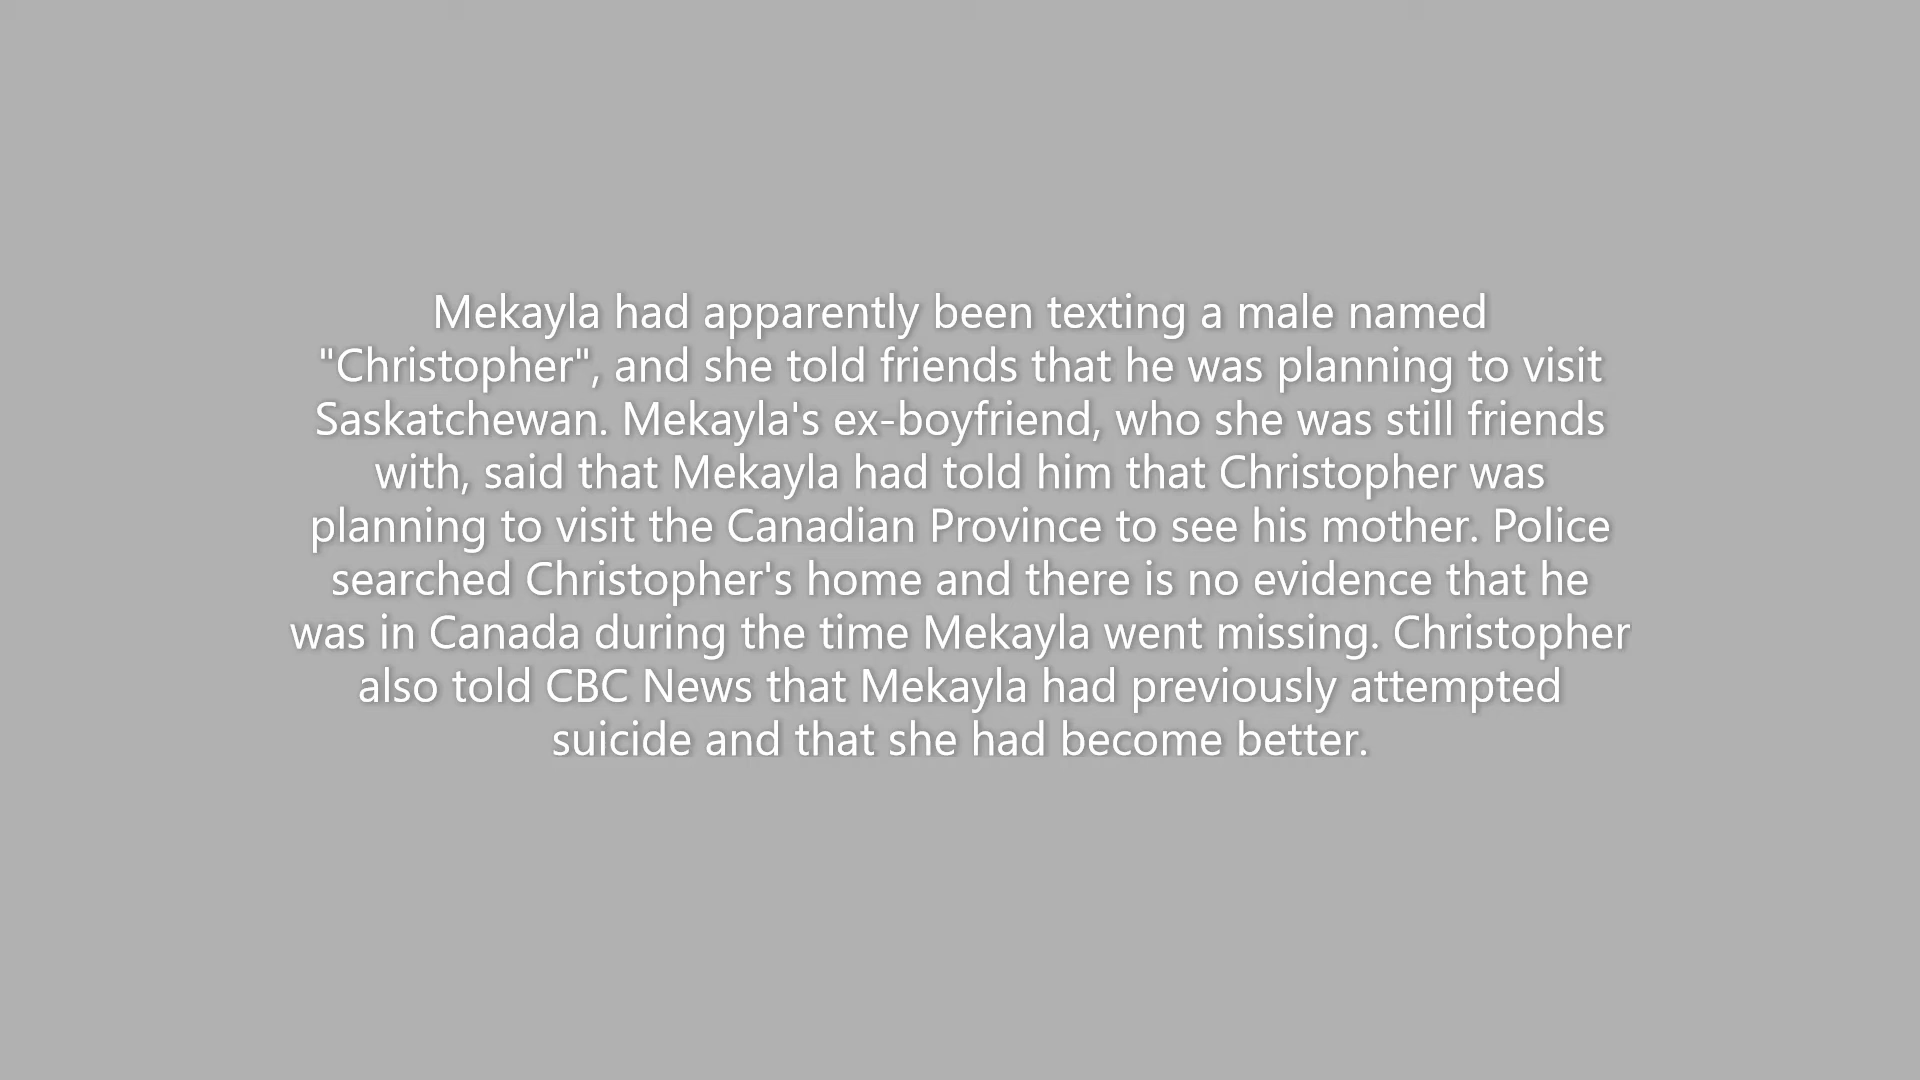 Mekayla had apparently been texting a male named
"Christopher", and she told friends that he was planning to visit
Saskatchewan. Mekayla's ex-boyfriend, who she was still friends
with, said that Mekayla had told him that Christopher was
planning to visit the Canadian Province to see his mother. Police
searched Christopher's home and there is no evidence that he
was in Canada during the time Mekayla went missing. Christopher
also told CBC News that Mekayla had previously attempted
suicide and that she had become better.